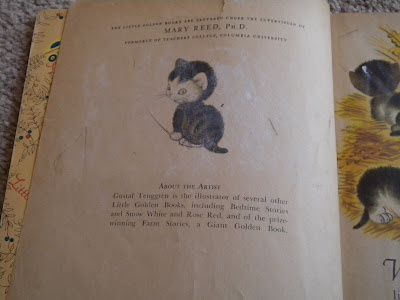 THE LITTLE GOLDEN BOOKS ARE PREPARED UNDER THE SUPERVISION OF
MARY REED, PH.D.
FORMERLY OF TEACHERS COLLEGE, COLUMBIA UNIVERSITY
ABOUT THE ARTIST
Gustaf Tenggren is the illustrator of several other
Little Golden Books, including Bedtime Stories
and Snow White and Rose Red, and of the prize-
winning Farm Stories, a Giant Golden Book.